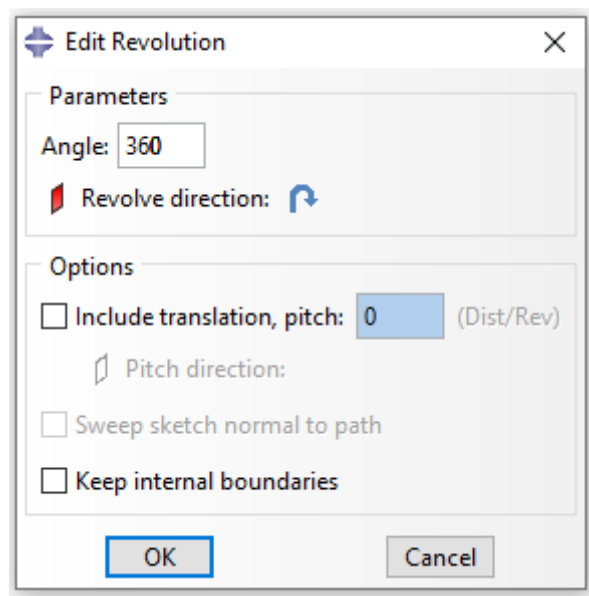 Edit Revolution
Parameters
Angle: 360
Revolve direction:
Options
Include translation, pitch: 0 (Dist/Rev)
Pitch direction:
Sweep sketch normal to path
Keep internal boundaries
OK Cancel